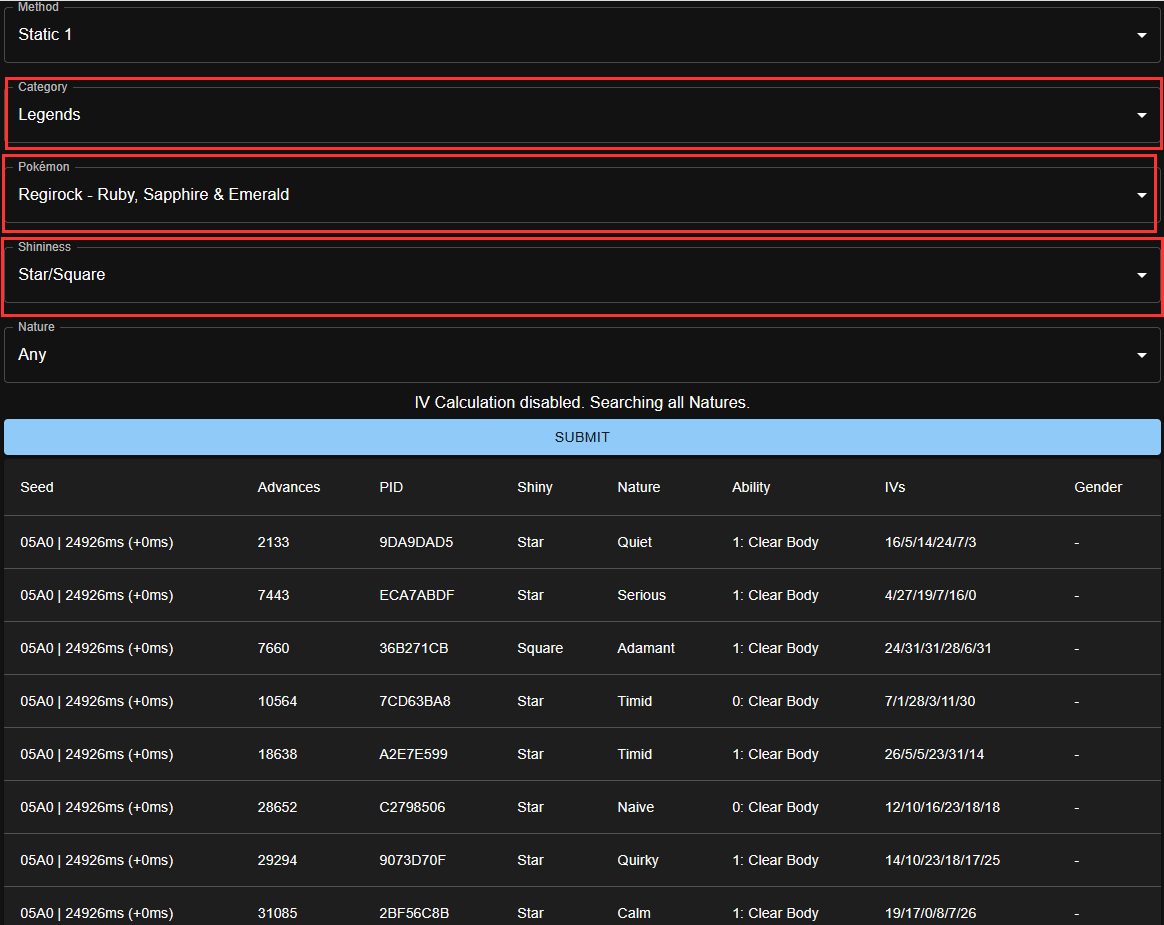 Method
Static 1
Category
Legends
Pokémon
Regirock - Ruby, Sapphire & Emerald
Shininess
Star/Square
Nature
Any
IV Calculation disabled. Searching all Natures.
SUBMIT
Seed Advances PID Shiny Nature Ability IVs Gender
05A0 | 24926ms (+0ms) 2133 9DA9DAD5 Star Quiet 1: Clear Body 16/5/14/24/7/3 -
05A0 | 24926ms (+0ms) 7443 ECA7ABDF Star Serious 1: Clear Body 4/27/19/7/16/0 -
05A0 | 24926ms (+0ms) 7660 36B271CB Square Adamant 1: Clear Body 24/31/31/28/6/31 -
05A0 | 24926ms (+0ms) 10564 7CD63BA8 Star Timid 0: Clear Body 7/1/28/3/11/30 -
05A0 | 24926ms (+0ms) 18638 A2E7E599 Star Timid 1: Clear Body 26/5/5/23/31/14 -
05A0 | 24926ms (+0ms) 28652 C2798506 Star Naive 0: Clear Body 12/10/16/23/18/18 -
05A0 | 24926ms (+0ms) 29294 9073D70F Star Quirky 1: Clear Body 14/10/23/18/17/25 -
05A0 | 24926ms (+0ms) 31085 2BF56C8B Star Calm 1: Clear Body 19/17/0/8/7/26 -